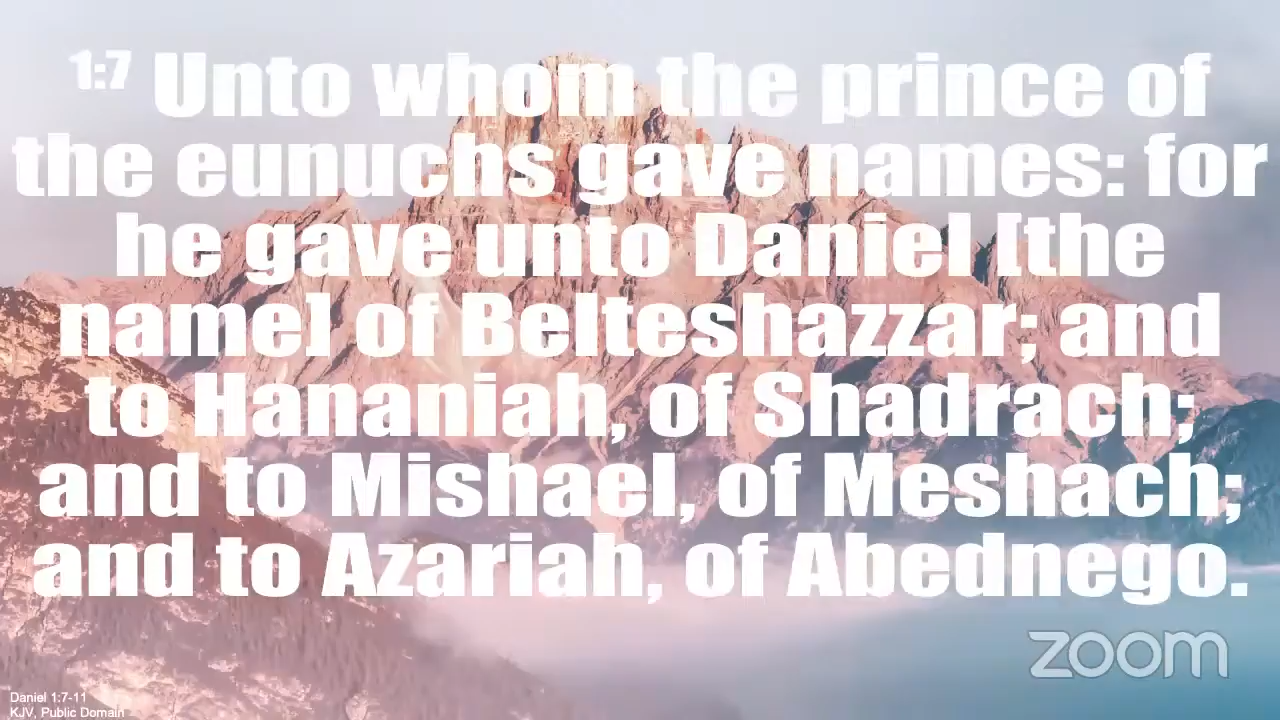 1:7 Unto whom the prince of
the eunuchs gave names: for
he gave unto Daniel [the
name] of Belteshazzar; and
to Hananiah, of Shadrach;
and to Mishael, of Meshach;
and to Azariah, of Abednego.
zoom
Daniel 1:7-11
KJV, Public Domain